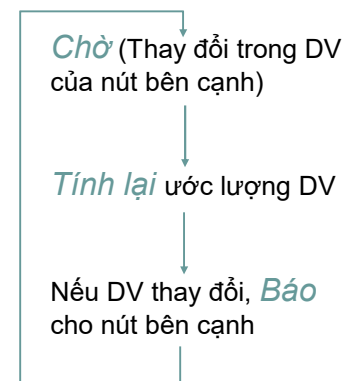 Chờ (Thay đổi trong DV
của nút bên cạnh)
Tính lại ước lượng DV
Nếu DV thay đổi, Báo
cho nút bên cạnh